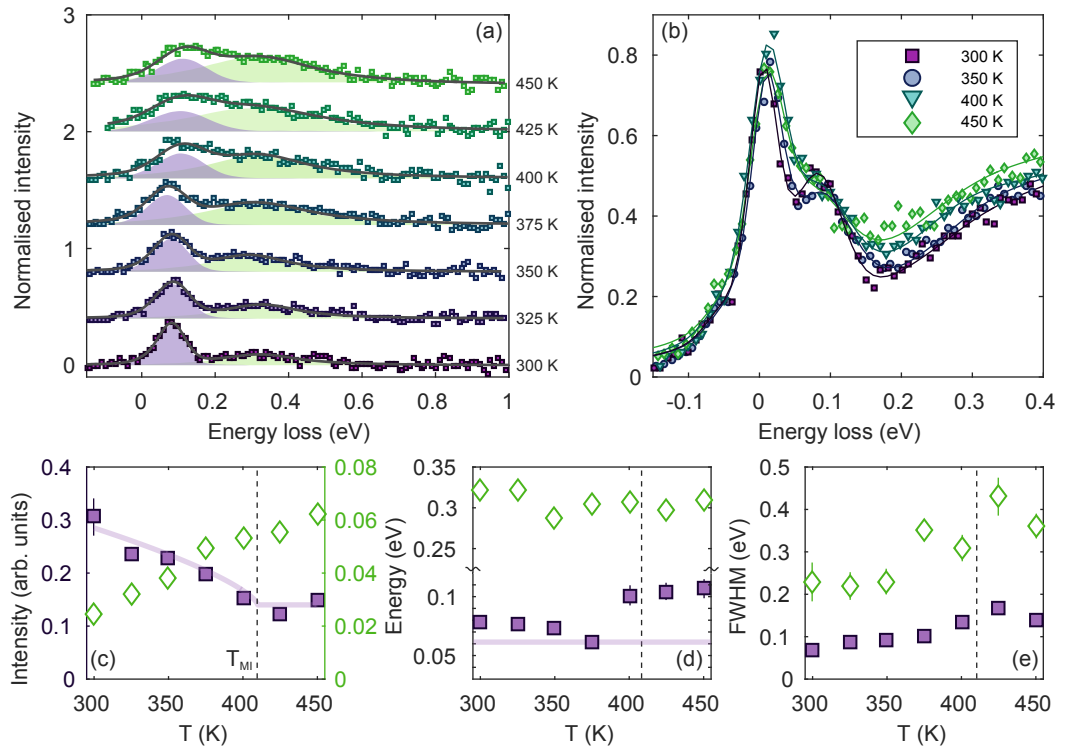 3
2
1
0
Normalised intensity
(a)
450 K
425 K
400 K
375 K
350 K
325 K
300 K
0 0.2 0.4 0.6 0.8 1
Energy loss (eV)
(b)
300 K
350 K
400 K
450 K
0.8
0.6
0.4
0.2
0
Normalised intensity
-0.1 0 0.1 0.2 0.3 0.4
Energy loss (eV)
0.4
0.3
0.2
0.1
0
Intensity (arb. units)
0.08
0.06
0.04
0.02
0
(c)
T_MI
300 350 400 450
T (K)
0.35
0.3
0.25
0.1
0.05
Energy (eV)
(d)
300 350 400 450
T (K)
0.5
0.4
0.3
0.2
0.1
0
FWHM (eV)
(e)
300 350 400 450
T (K)